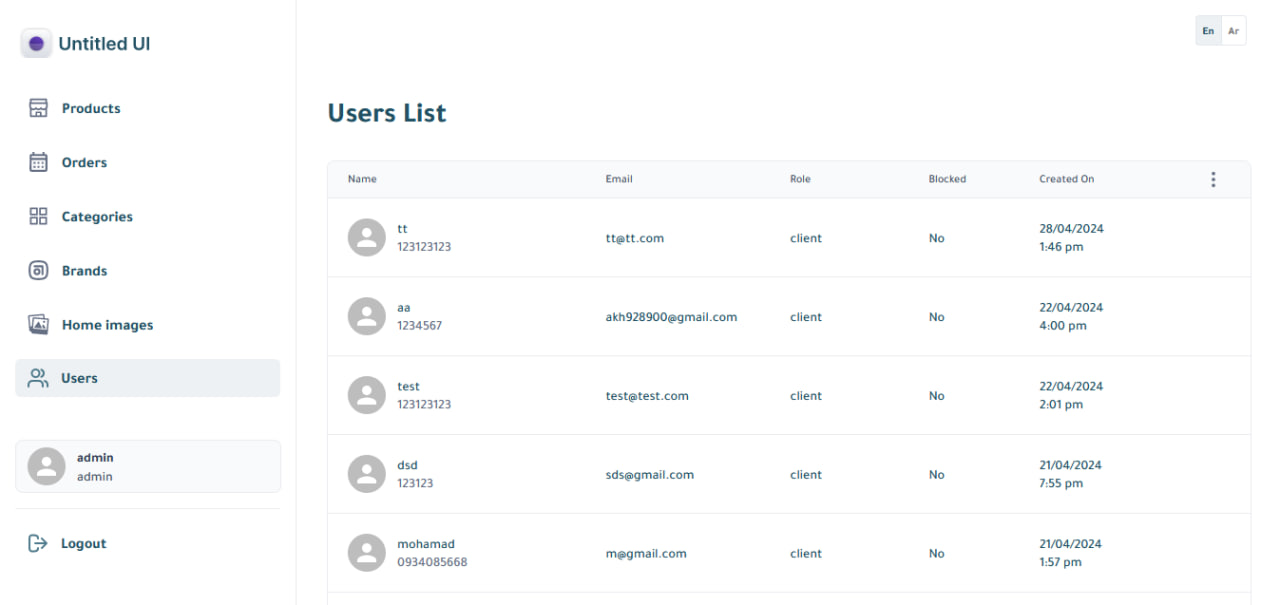 Untitled UI
En Ar
Products
Orders
Categories
Brands
Home images
Users
admin
admin
Logout
Users List
Name Email Role Blocked Created On
tt
123123123
tt@tt.com client No
28/04/2024
1:46 pm
aa
1234567
akh928900@gmail.com client No
22/04/2024
4:00 pm
test
123123123
test@test.com client No
22/04/2024
2:01 pm
dsd
123123
sds@gmail.com client No
21/04/2024
7:55 pm
mohamad
0934085668
m@gmail.com client No
21/04/2024
1:57 pm